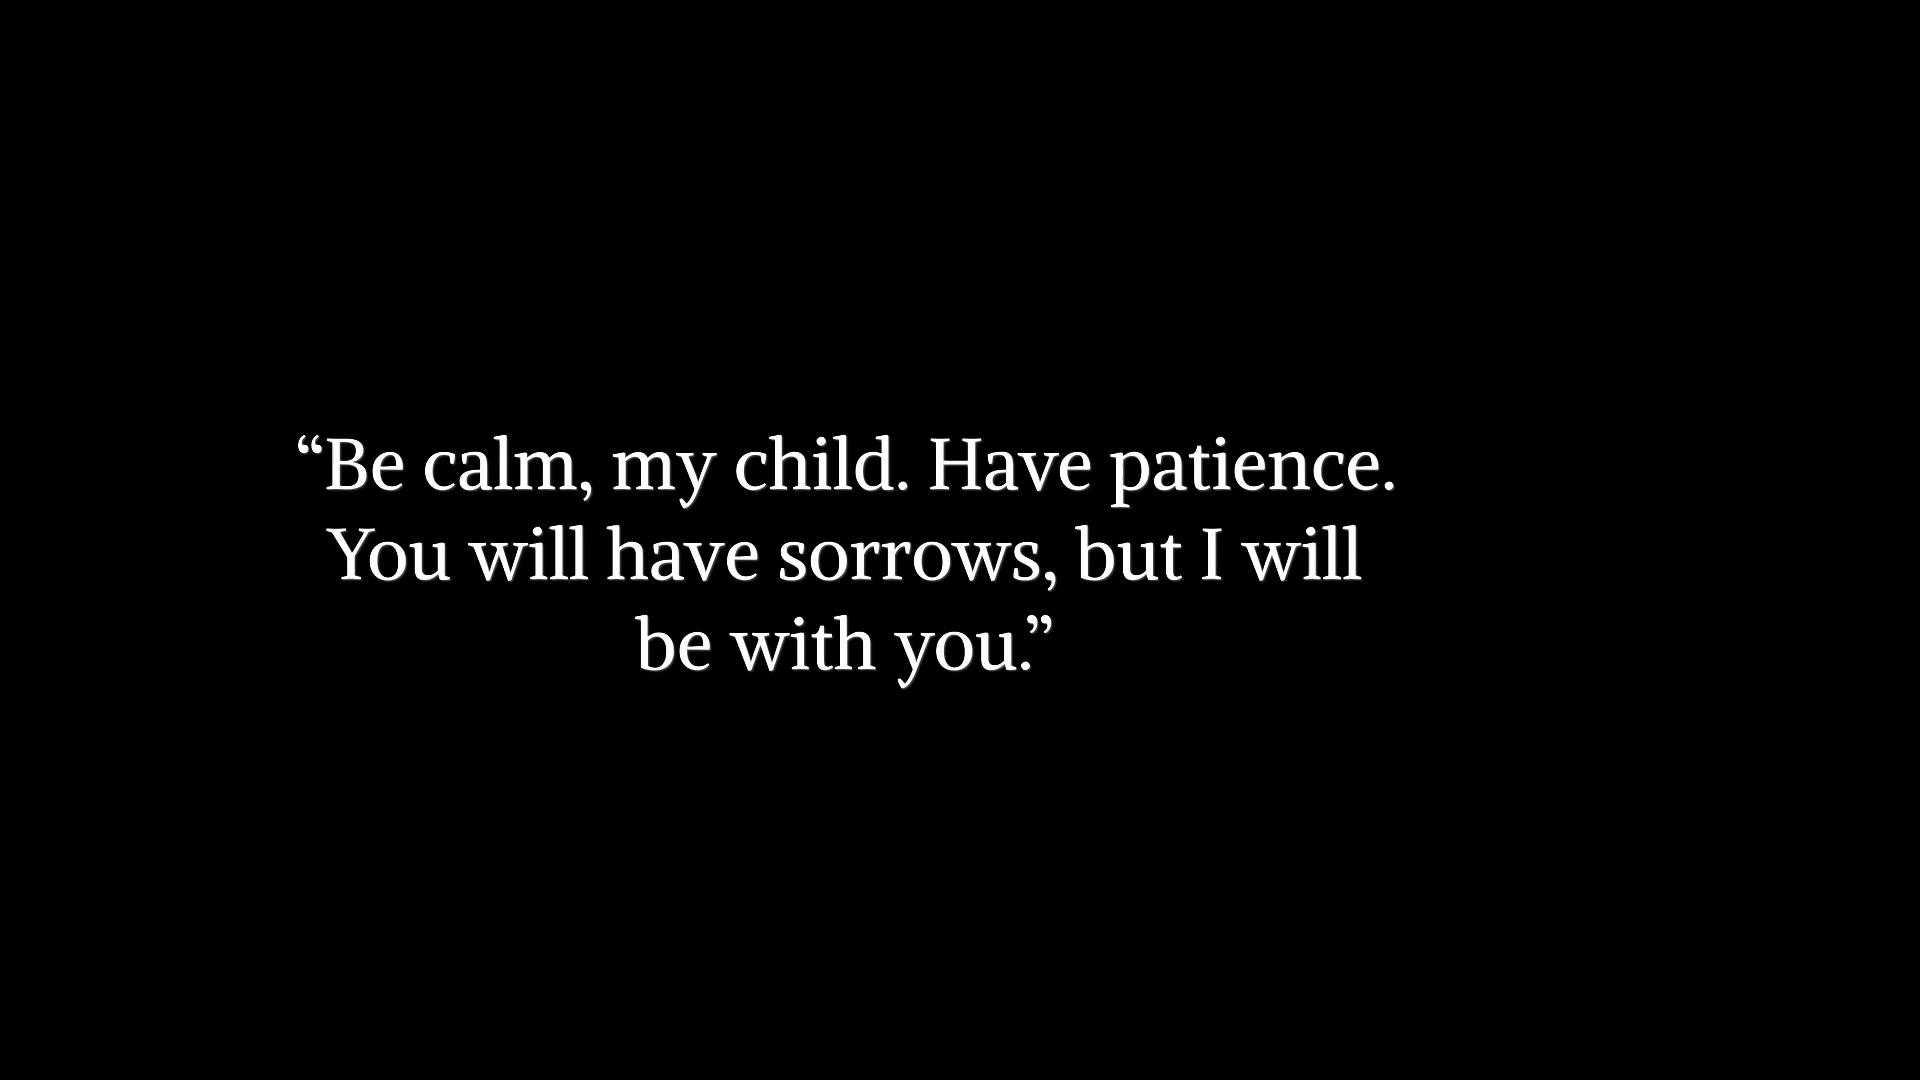 “Be calm, my child. Have patience.
You will have sorrows, but I will
be with you.”